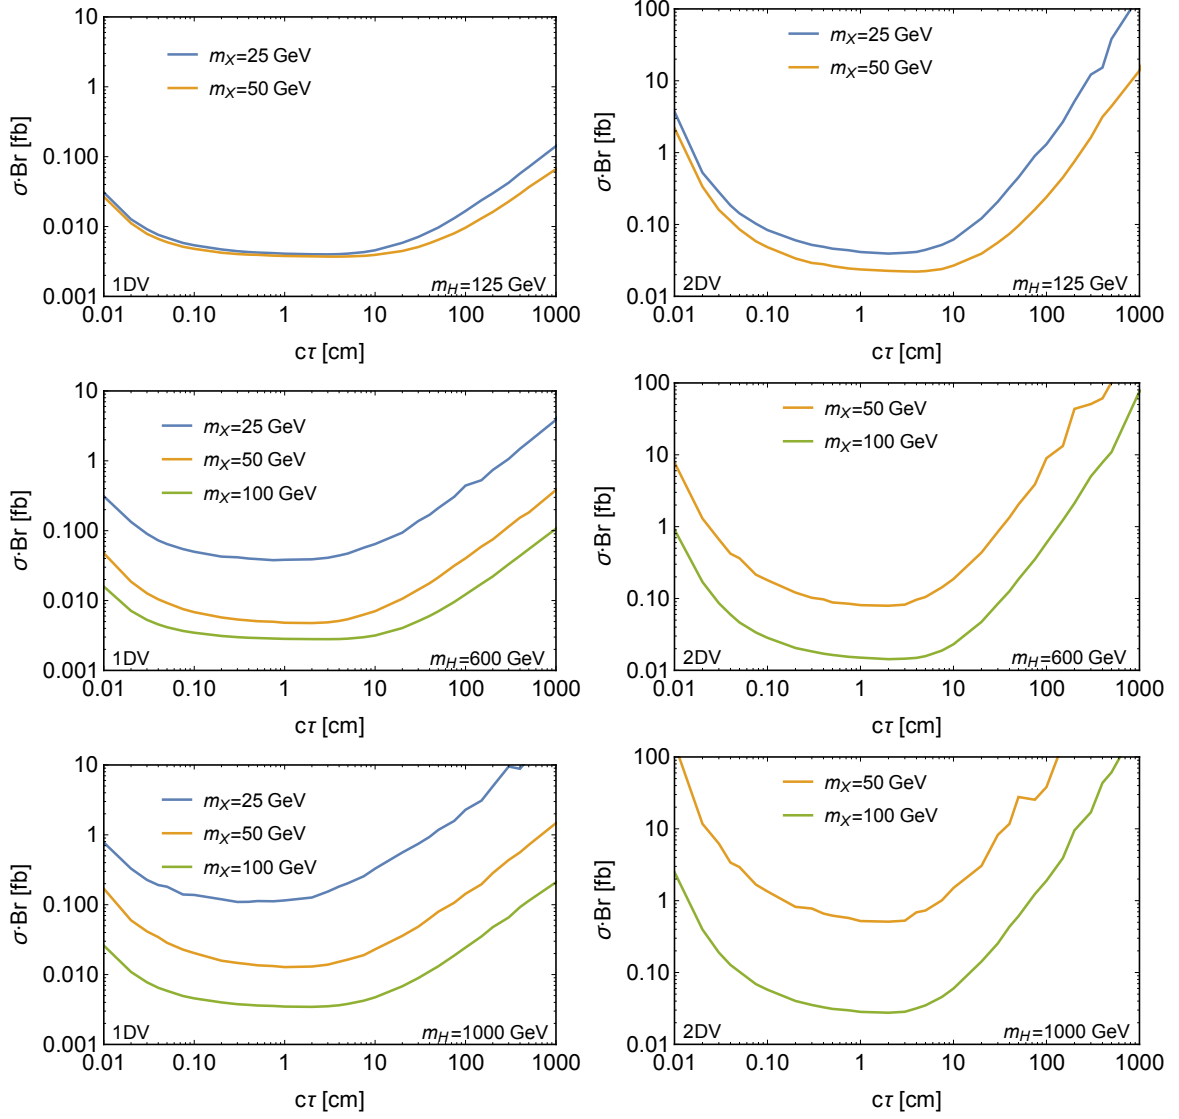 10
1
0.100
0.010
0.001
σ·Br [fb]
m_X=25 GeV
m_X=50 GeV
1DV
m_H=125 GeV
0.01 0.10 1 10 100 1000
cτ [cm]
100
10
1
0.10
0.01
σ·Br [fb]
m_X=25 GeV
m_X=50 GeV
2DV
m_H=125 GeV
0.01 0.10 1 10 100 1000
cτ [cm]
10
1
0.100
0.010
0.001
σ·Br [fb]
m_X=25 GeV
m_X=50 GeV
m_X=100 GeV
1DV
m_H=600 GeV
0.01 0.10 1 10 100 1000
cτ [cm]
100
10
1
0.10
0.01
σ·Br [fb]
m_X=50 GeV
m_X=100 GeV
2DV
m_H=600 GeV
0.01 0.10 1 10 100 1000
cτ [cm]
10
1
0.100
0.010
0.001
σ·Br [fb]
m_X=25 GeV
m_X=50 GeV
m_X=100 GeV
1DV
m_H=1000 GeV
0.01 0.10 1 10 100 1000
cτ [cm]
100
10
1
0.10
0.01
σ·Br [fb]
m_X=50 GeV
m_X=100 GeV
2DV
m_H=1000 GeV
0.01 0.10 1 10 100 1000
cτ [cm]